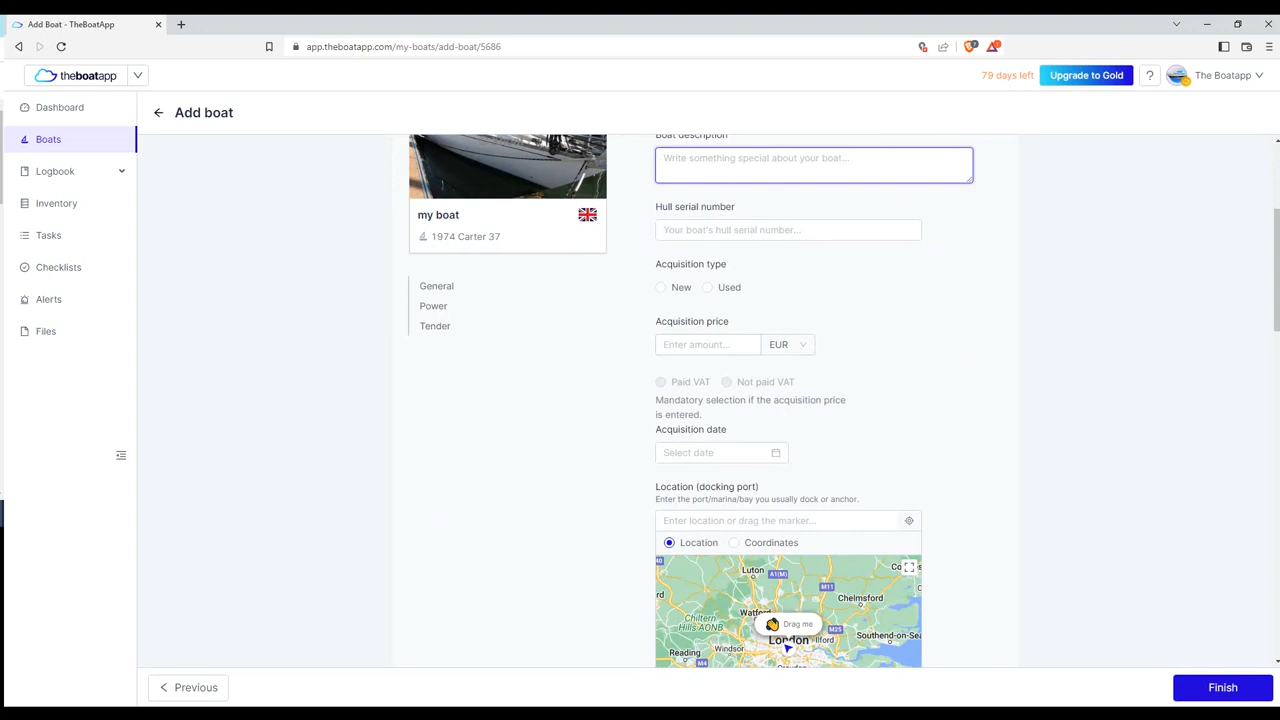 Add Boat - TheBoatApp
app.theboatapp.com/my-boats/add-boat/5686
theboatapp
79 days left
Upgrade to Gold
?
The Boatapp
Dashboard
Boats
Logbook
Inventory
Tasks
Checklists
Alerts
Files
Add boat
my boat
1974 Carter 37
General
Power
Tender
Boat description
Write something special about your boat...
Hull serial number
Your boat's hull serial number...
Acquisition type
New
Used
Acquisition price
Enter amount...
EUR
Paid VAT
Not paid VAT
Mandatory selection if the acquisition price
is entered.
Acquisition date
Select date
Location (docking port)
Enter the port/marina/bay you usually dock or anchor.
Enter location or drag the marker...
Location
Coordinates
Luton
A1(M)
M11
Chelmsford
Watford
Chiltern
Hills AONB
Drag me
M25
London
Ilford
Southend-on-Sea
Windsor
Reading
M4
Previous
Finish